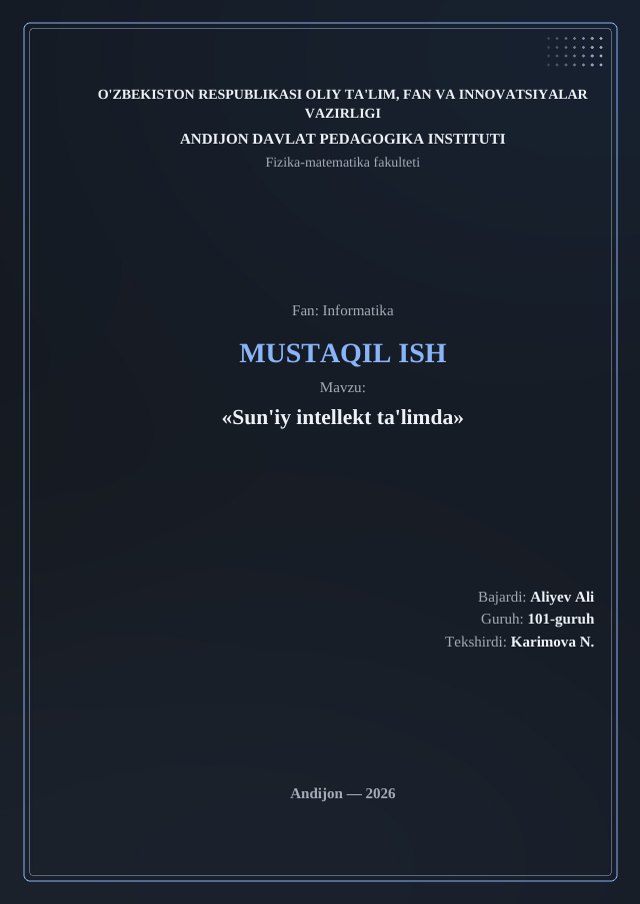 O'ZBEKISTON RESPUBLIKASI OLIY TA'LIM, FAN VA INNOVATSIYALAR
VAZIRLIGI
ANDIJON DAVLAT PEDAGOGIKA INSTITUTI
Fizika-matematika fakulteti
Fan: Informatika
MUSTAQIL ISH
Mavzu:
«Sun'iy intellekt ta'limda»
Bajardi: Aliyev Ali
Guruh: 101-guruh
Tekshirdi: Karimova N.
Andijon — 2026